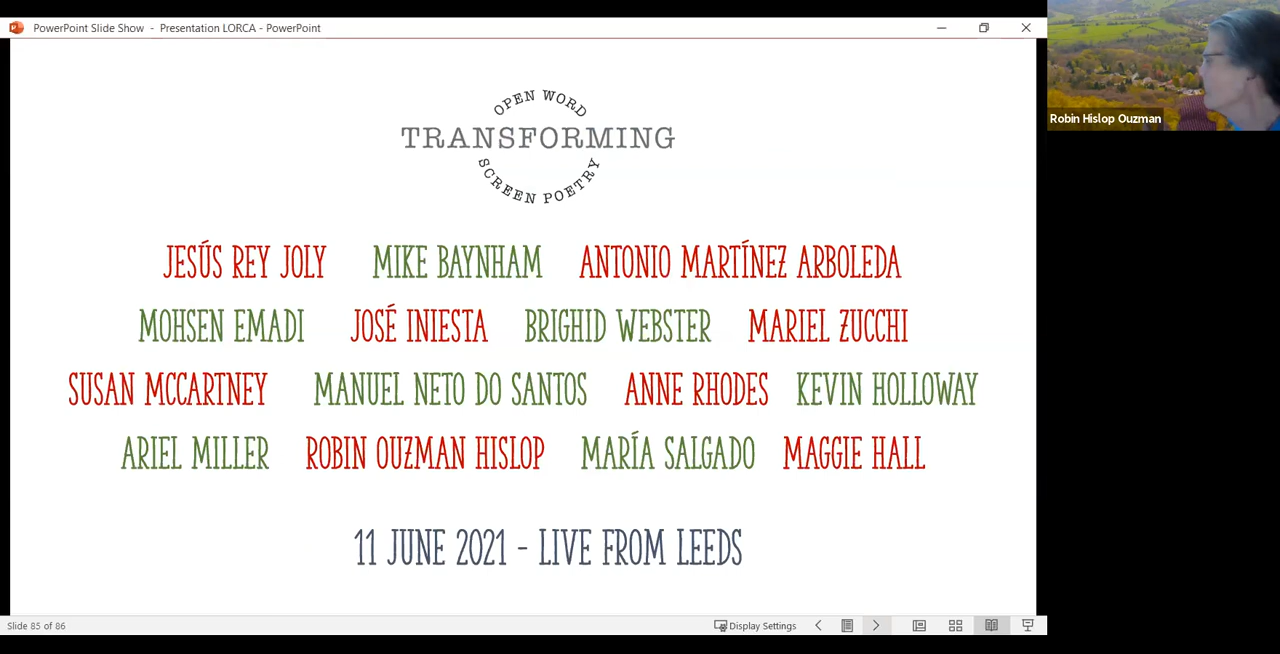 PowerPoint Slide Show - Presentation LORCA - PowerPoint
Robin Hislop Ouzman
OPEN WORD
TRANSFORMING
SCREEN POETRY
JESÚS REY JOLY MIKE BAYNHAM ANTONIO MARTÍNEZ ARBOLEDA
MOHSEN EMADI JOSÉ INIESTA BRIGHID WEBSTER MARIEL ZUCCHI
SUSAN MCCARTNEY MANUEL NETO DO SANTOS ANNE RHODES KEVIN HOLLOWAY
ARIEL MILLER ROBIN OUZMAN HISLOP MARÍA SALGADO MAGGIE HALL
11 JUNE 2021 - LIVE FROM LEEDS
Slide 85 of 86 Display Settings